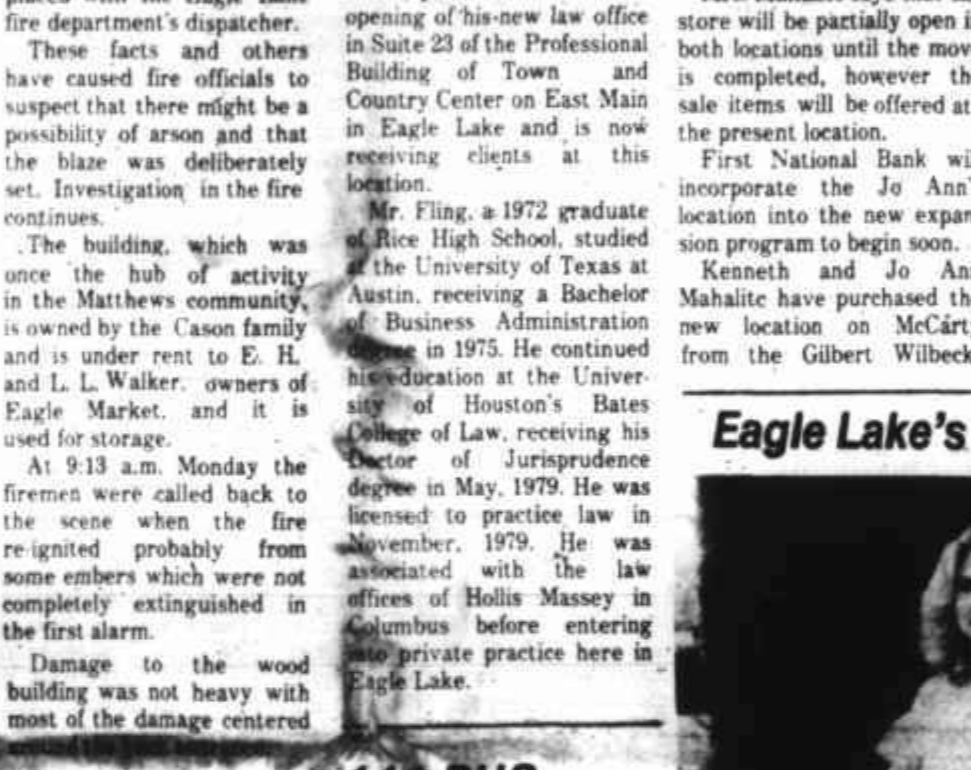 fire department's dispatcher.
These facts and others
have caused fire officials to
suspect that there might be a
possibility of arson and that
the blaze was deliberately
set. Investigation in the fire
continues.
The building, which was
once the hub of activity
in the Matthews community,
is owned by the Cason family
and is under rent to E. H.
and L. L. Walker, owners of
Eagle Market, and it is
used for storage.
At 9:13 a.m. Monday the
firemen were called back to
the scene when the fire
re-ignited probably from
some embers which were not
completely extinguished in
the first alarm.
Damage to the wood
building was not heavy with
most of the damage centered
opening of his new law office
in Suite 23 of the Professional
Building of Town and
Country Center on East Main
in Eagle Lake and is now
receiving clients at this
location.
Mr. Fling, a 1972 graduate
of Rice High School, studied
at the University of Texas at
Austin, receiving a Bachelor
of Business Administration
degree in 1975. He continued
his education at the Univer-
sity of Houston's Bates
College of Law, receiving his
Doctor of Jurisprudence
degree in May, 1979. He was
licensed to practice law in
November, 1979. He was
associated with the law
offices of Hollis Massey in
Columbus before entering
into private practice here in
Eagle Lake.
store will be partially open i
both locations until the mov
is completed, however th
sale items will be offered at
the present location.
First National Bank wil
incorporate the Jo Ann'
location into the new expan
sion program to begin soon.
Kenneth and Jo Ann
Mahalitc have purchased th
new location on McCart
from the Gilbert Wilbeck
Eagle Lake's